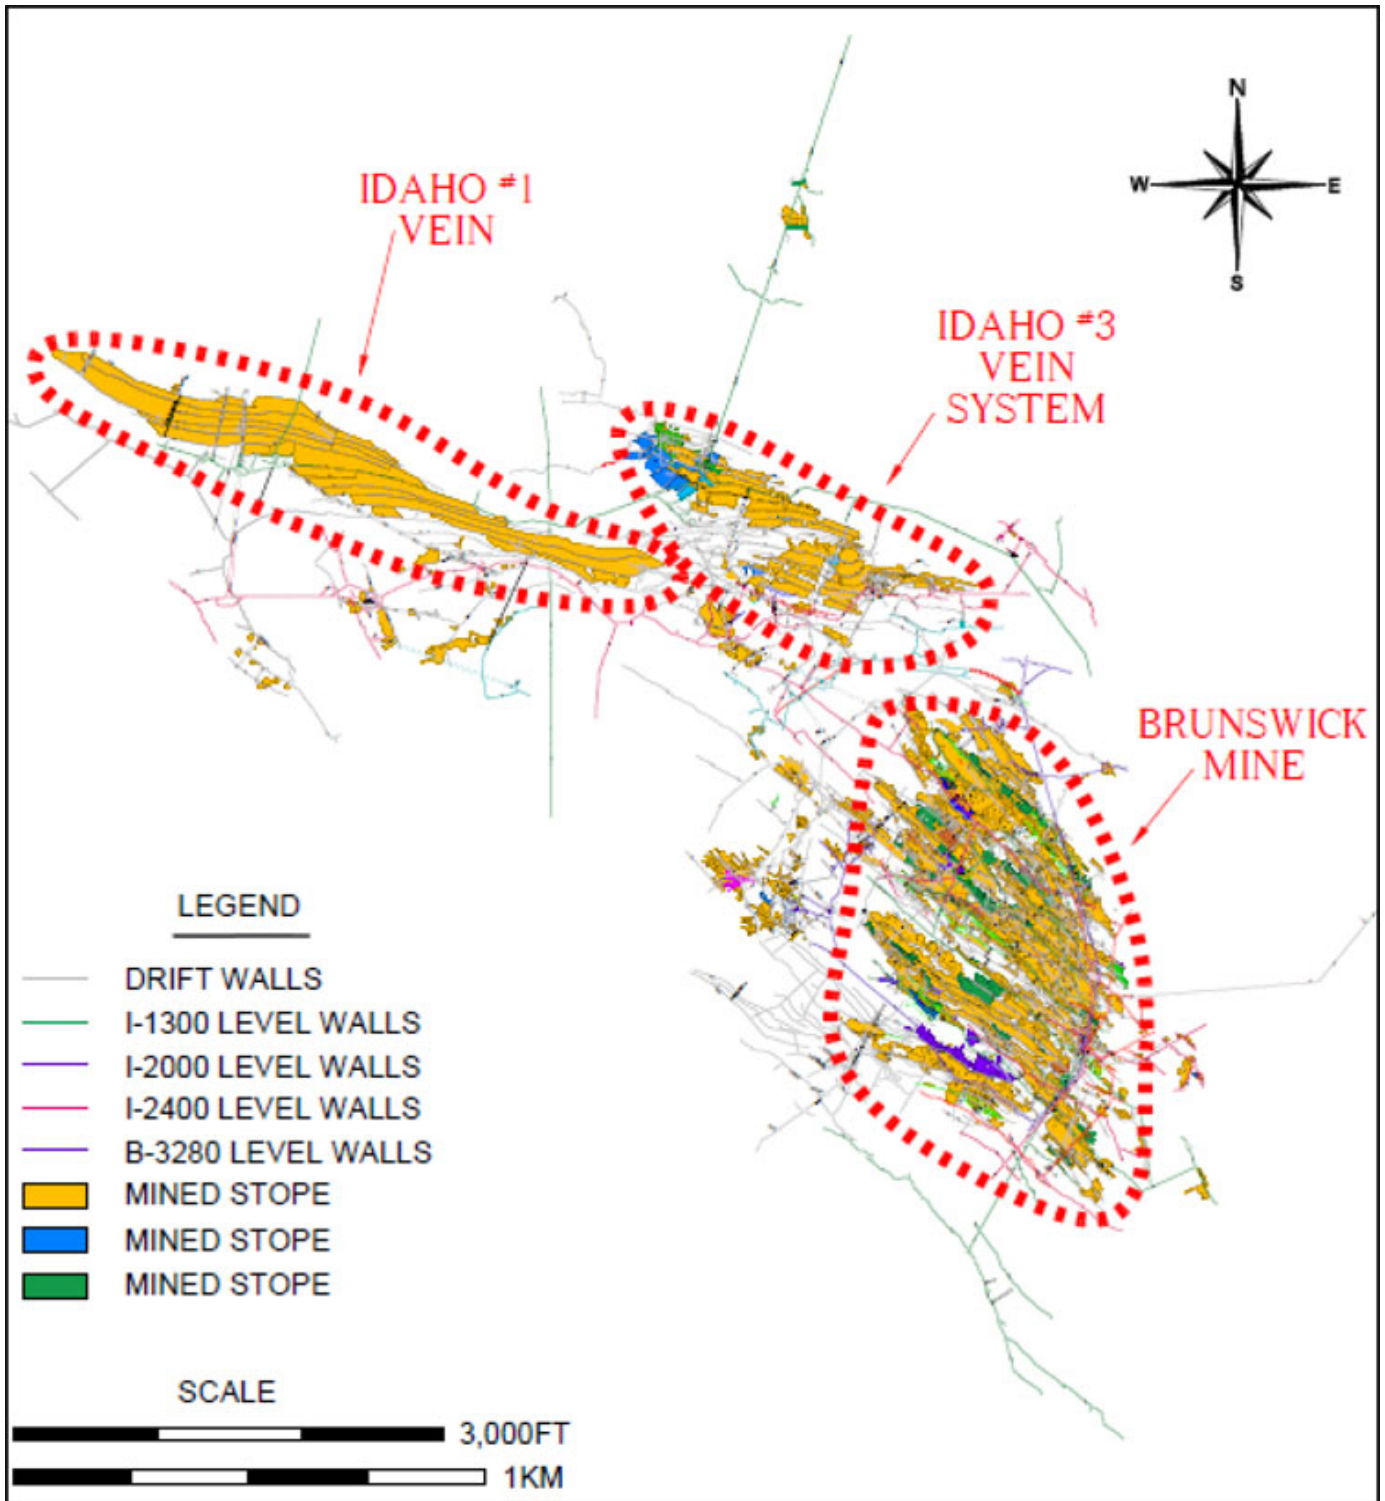 N
W
E
S
IDAHO #1
VEIN
IDAHO #3
VEIN
SYSTEM
BRUNSWICK
MINE
LEGEND
DRIFT WALLS
I-1300 LEVEL WALLS
I-2000 LEVEL WALLS
I-2400 LEVEL WALLS
B-3280 LEVEL WALLS
MINED STOPE
MINED STOPE
MINED STOPE
SCALE
3,000FT
1KM